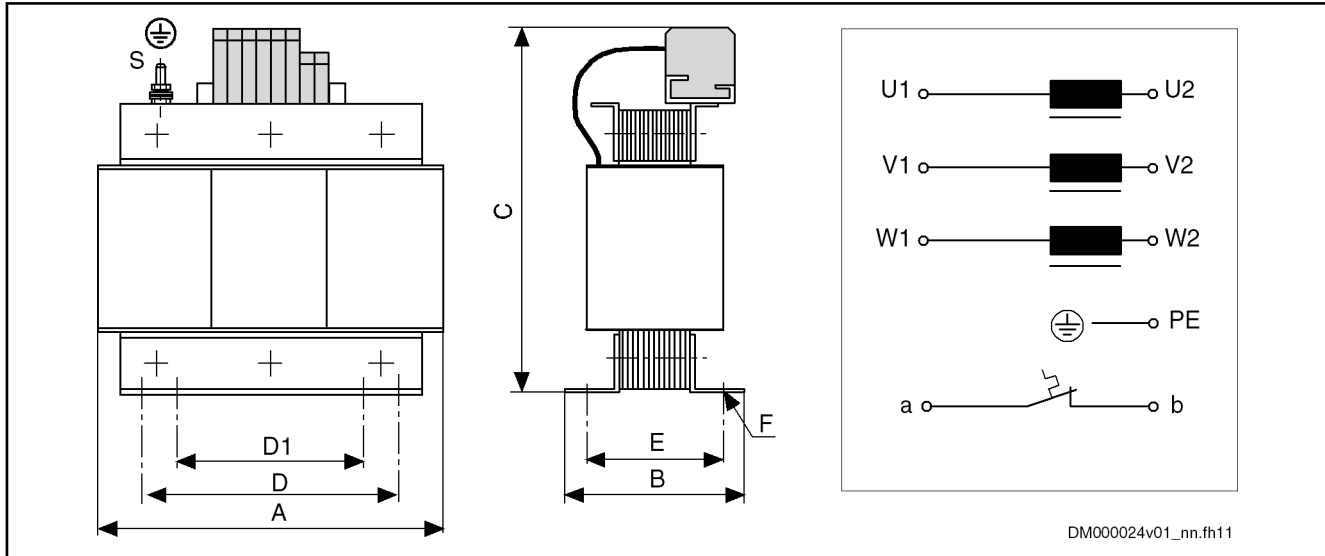 S
C
F
E
B
D1
D
A
U1 U2
V1 V2
W1 W2
PE
a b
DM000024v01_nn.fh11